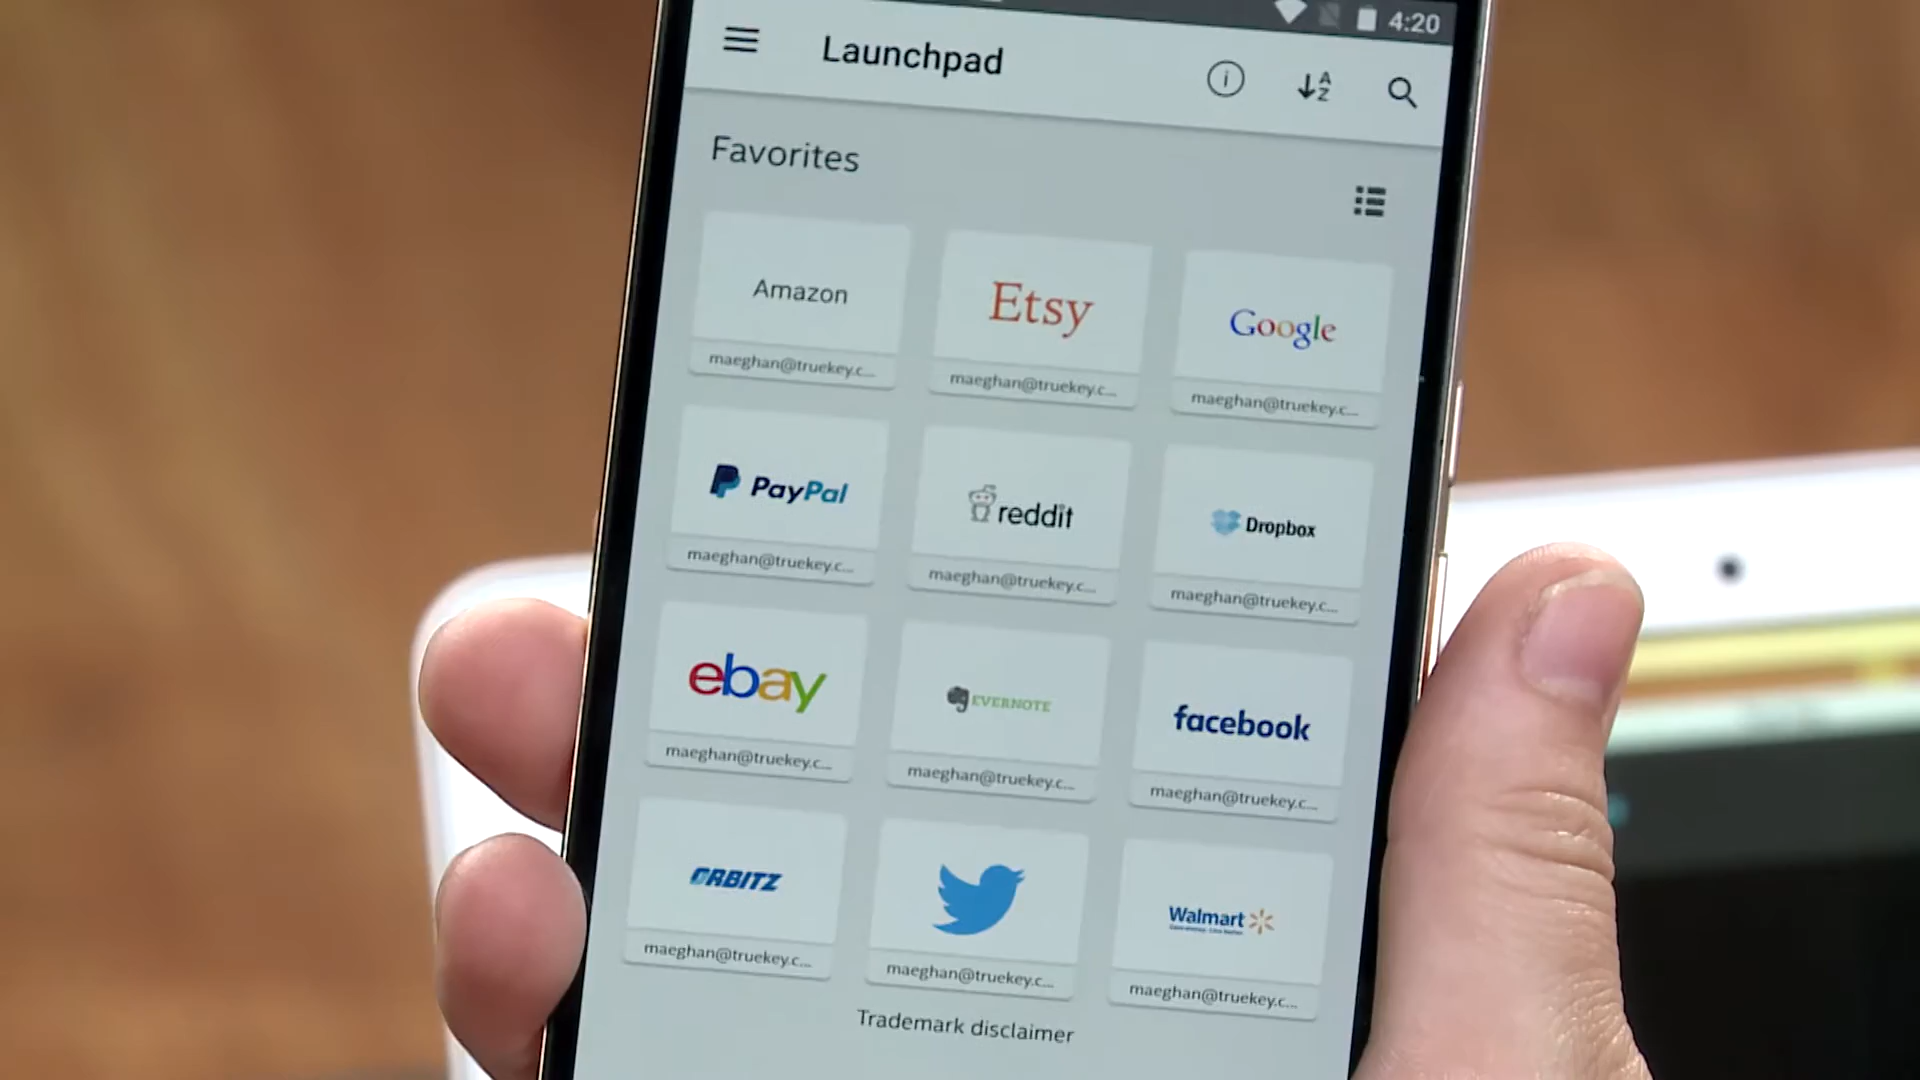 4:20
Launchpad
Favorites
Amazon
maeghan@truekey.c...
Etsy
maeghan@truekey.c...
Google
maeghan@truekey.c...
PayPal
maeghan@truekey.c...
reddit
maeghan@truekey.c...
Dropbox
maeghan@truekey.c...
ebay
maeghan@truekey.c...
EVERNOTE
maeghan@truekey.c...
facebook
maeghan@truekey.c...
ORBITZ
maeghan@truekey.c...
maeghan@truekey.c...
Walmart
maeghan@truekey.c...
Trademark disclaimer